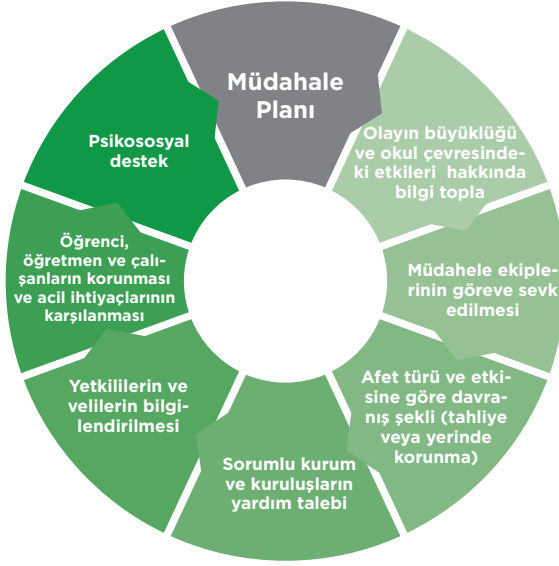 Müdahale
Planı
Olayın büyüklüğü
ve okul çevresinde-
ki etkileri hakkında
bilgi topla
Müdahele ekiple-
rinin göreve sevk
edilmesi
Afet türü ve etki-
sine göre davra-
nış şekli (tahliye
veya yerinde
korunma)
Sorumlu kurum
ve kuruluşların
yardım talebi
Yetkililerin ve
velilerin bilgi-
lendirilmesi
Öğrenci,
öğretmen ve çalı-
şanların korunması
ve acil ihtiyaçlarının
karşılanması
Psikososyal
destek